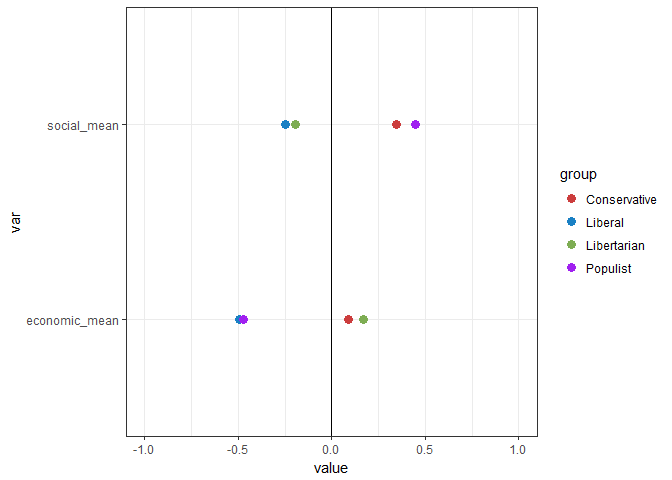 social_mean
economic_mean
var
-1.0 -0.5 0.0 0.5 1.0
value
group
Conservative
Liberal
Libertarian
Populist